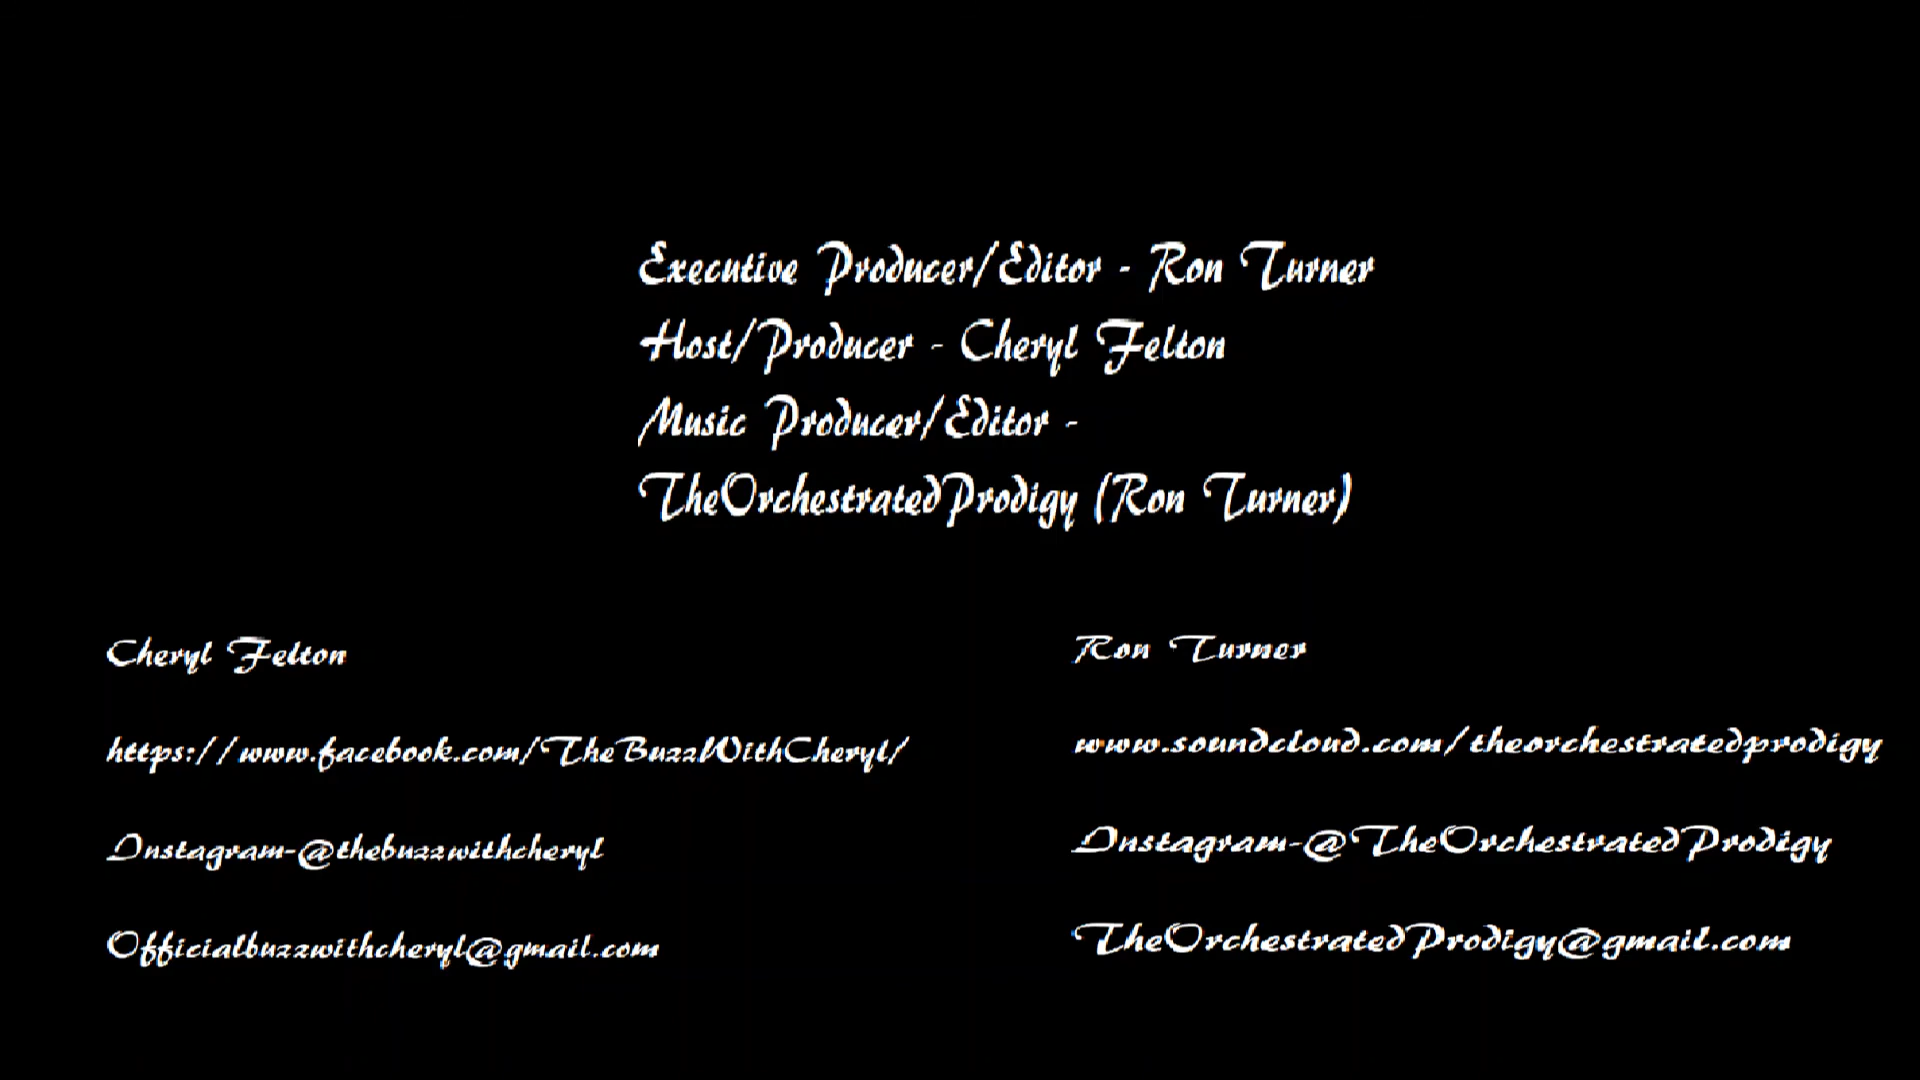 Executive Producer/Editor - Ron Turner
Host/Producer - Cheryl Felton
Music Producer/Editor -
TheOrchestratedProdigy (Ron Turner)
Cheryl Felton
https://www.facebook.com/TheBuzzWithCheryl/
Instagram-@thebuzzwithcheryl
Officialbuzzwithcheryl@gmail.com
Ron Turner
www.soundcloud.com/theorchestratedprodigy
Instagram-@TheOrchestratedProdigy
TheOrchestratedProdigy@gmail.com